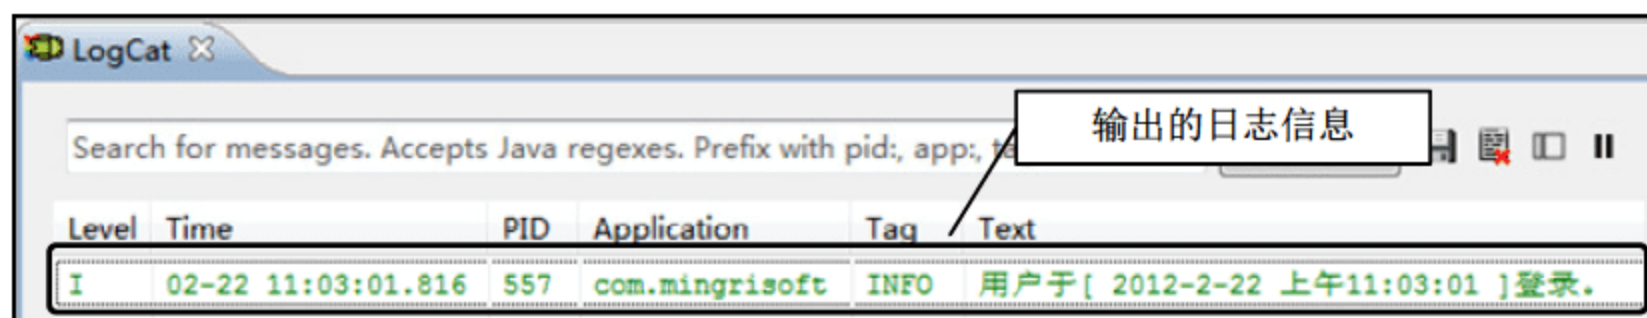 LogCat
输出的日志信息
Search for messages. Accepts Java regexes. Prefix with pid:, app:,
Level Time PID Application Tag Text
I 02-22 11:03:01.816 557 com.mingrisoft INFO 用户于[ 2012-2-22 上午11:03:01 ]登录.